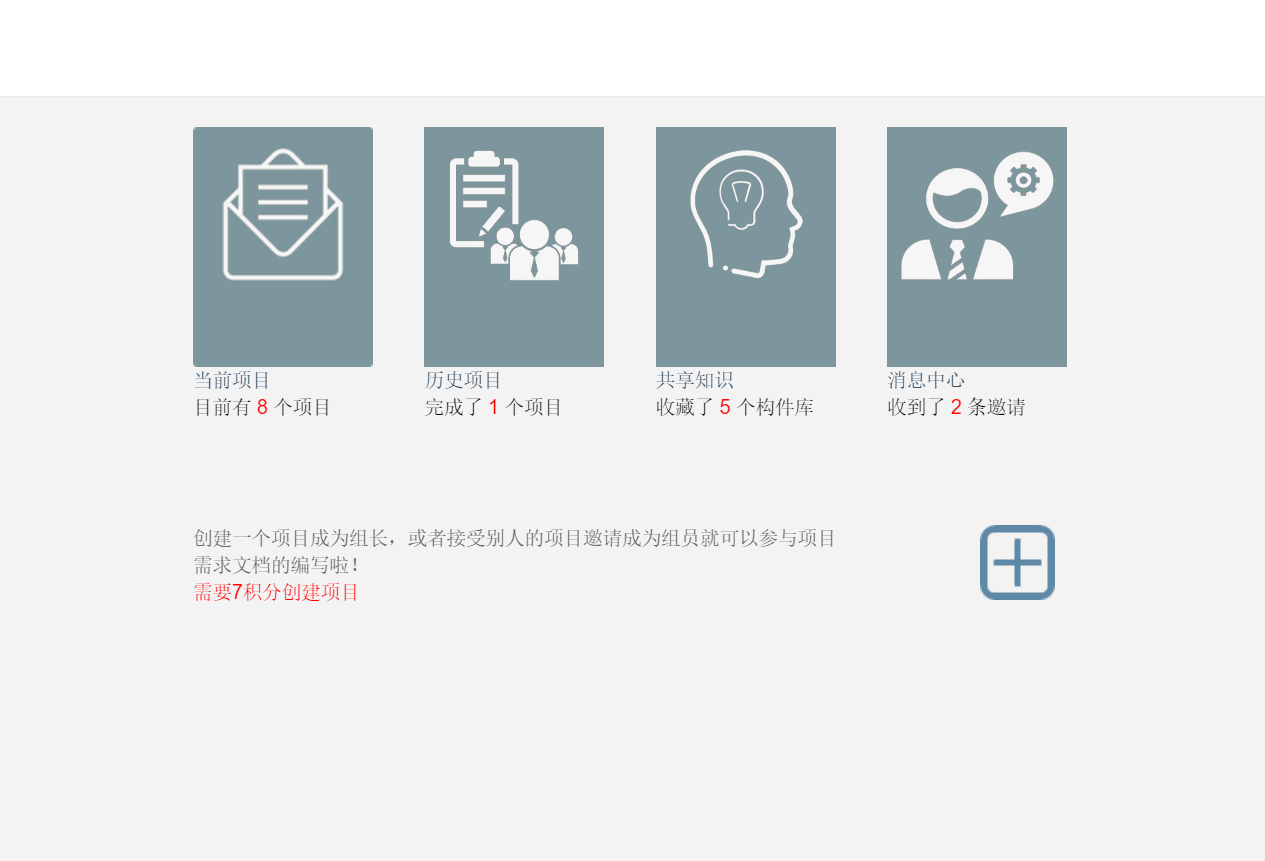 当前项目
目前有 8 个项目
历史项目
完成了 1 个项目
共享知识
收藏了 5 个构件库
消息中心
收到了 2 条邀请
创建一个项目成为组长，或者接受别人的项目邀请成为组员就可以参与项目
需求文档的编写啦！
需要7积分创建项目